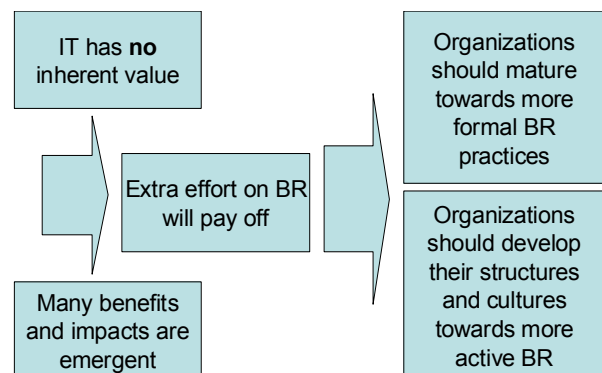 IT has no
inherent value
Many benefits
and impacts are
emergent
Extra effort on BR
will pay off
Organizations
should mature
towards more
formal BR
practices
Organizations
should develop
their structures
and cultures
towards more
active BR